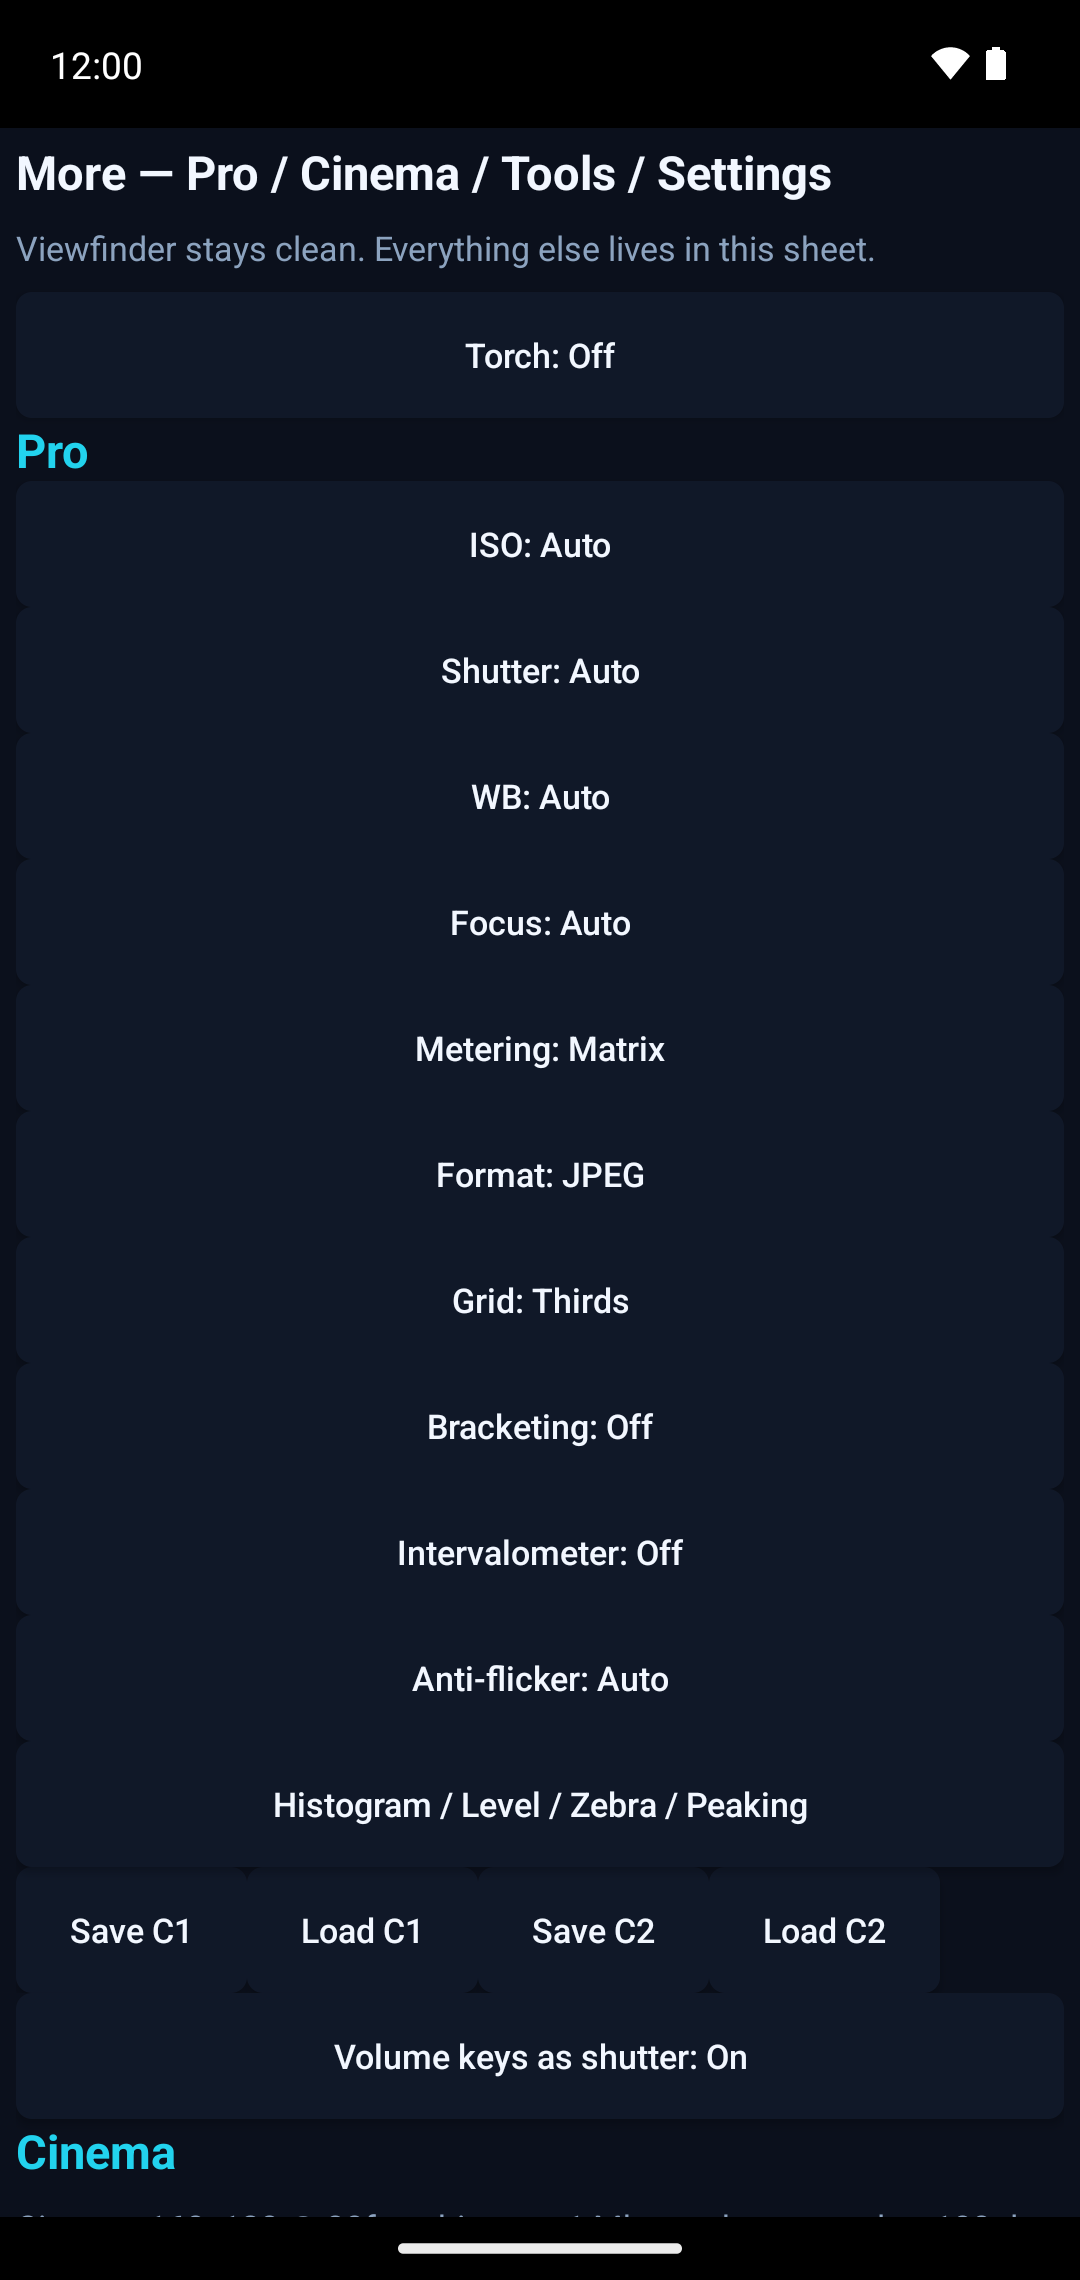 12:00
More — Pro / Cinema / Tools / Settings
Viewfinder stays clean. Everything else lives in this sheet.
Torch: Off
Pro
ISO: Auto
Shutter: Auto
WB: Auto
Focus: Auto
Metering: Matrix
Format: JPEG
Grid: Thirds
Bracketing: Off
Intervalometer: Off
Anti-flicker: Auto
Histogram / Level / Zebra / Peaking
Save C1 Load C1 Save C2 Load C2
Volume keys as shutter: On
Cinema